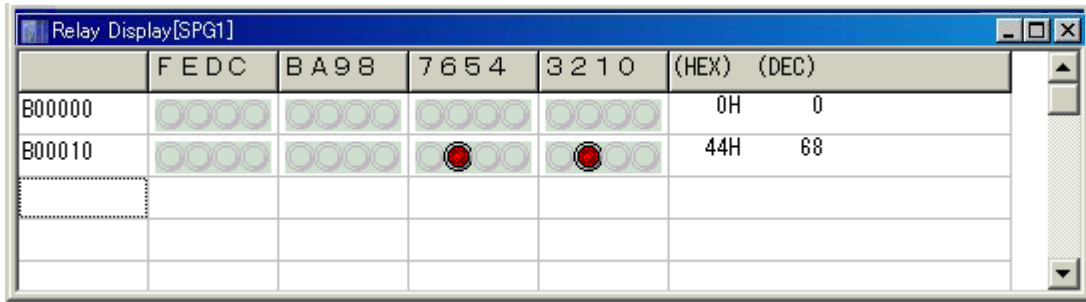 Relay Display[SPG1]
FEDC BA98 7654 3210 (HEX) (DEC)
B00000 0H 0
B00010 44H 68